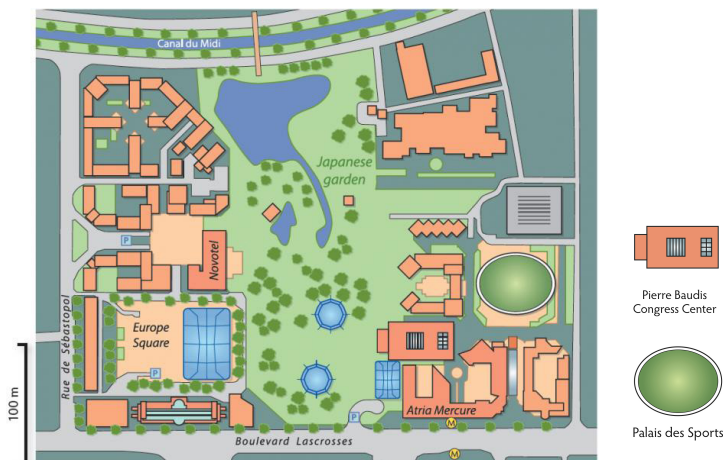 Canal du Midi
Japanese
garden
P
Novotel
Pierre Baudis
Congress Center
Europe
Square
Rue de Sébastopol
100 m
P
P
Atria Mercure
M
Palais des Sports
Boulevard Lascrosses
M